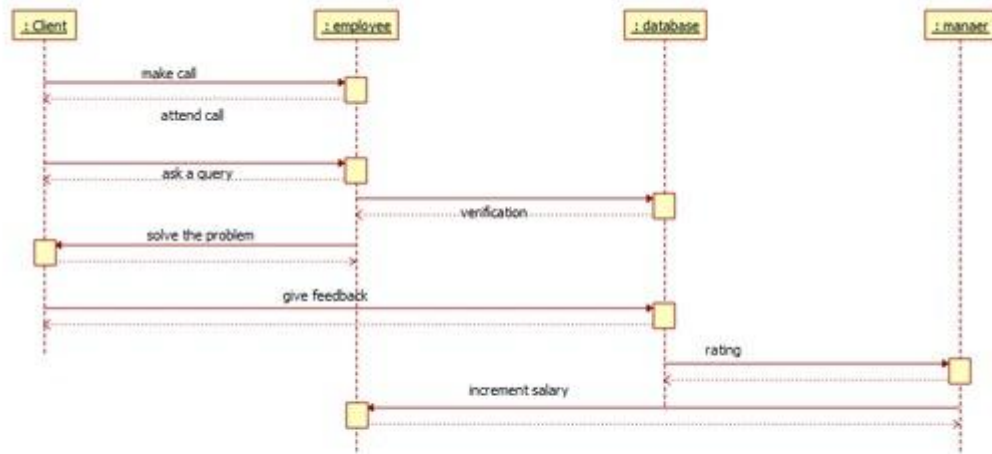 : Client
: employee
: database
: manaer
make call
attend call
ask a query
verification
solve the problem
give feedback
rating
increment salary